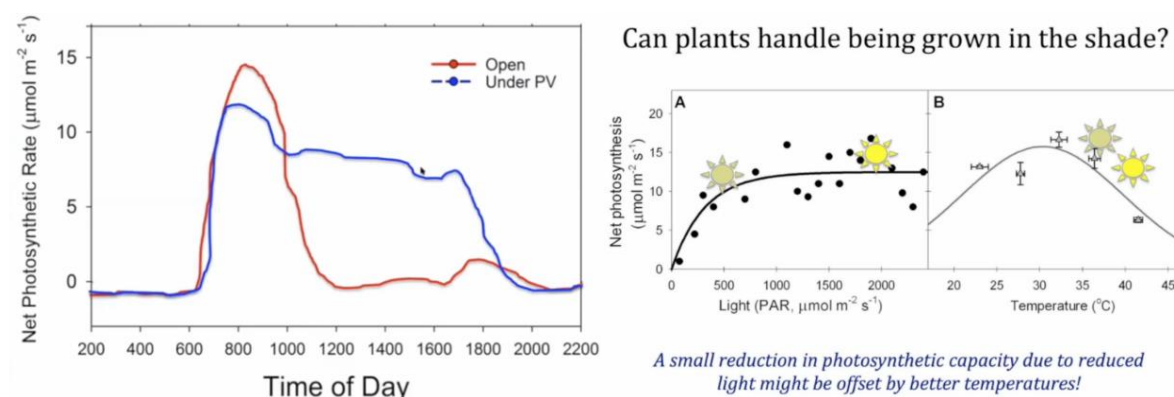 Net Photosynthetic Rate (μmol m⁻² s⁻¹)
15
10
5
0
Open
Under PV
200 400 600 800 1000 1200 1400 1600 1800 2000 2200
Time of Day
Can plants handle being grown in the shade?
A
B
Net photosynthesis
(μmol m⁻² s⁻¹)
20
15
10
5
0
0 500 1000 1500 2000
Light (PAR, μmol m⁻² s⁻¹)
20 25 30 35 40 45
Temperature (°C)
A small reduction in photosynthetic capacity due to reduced
light might be offset by better temperatures!